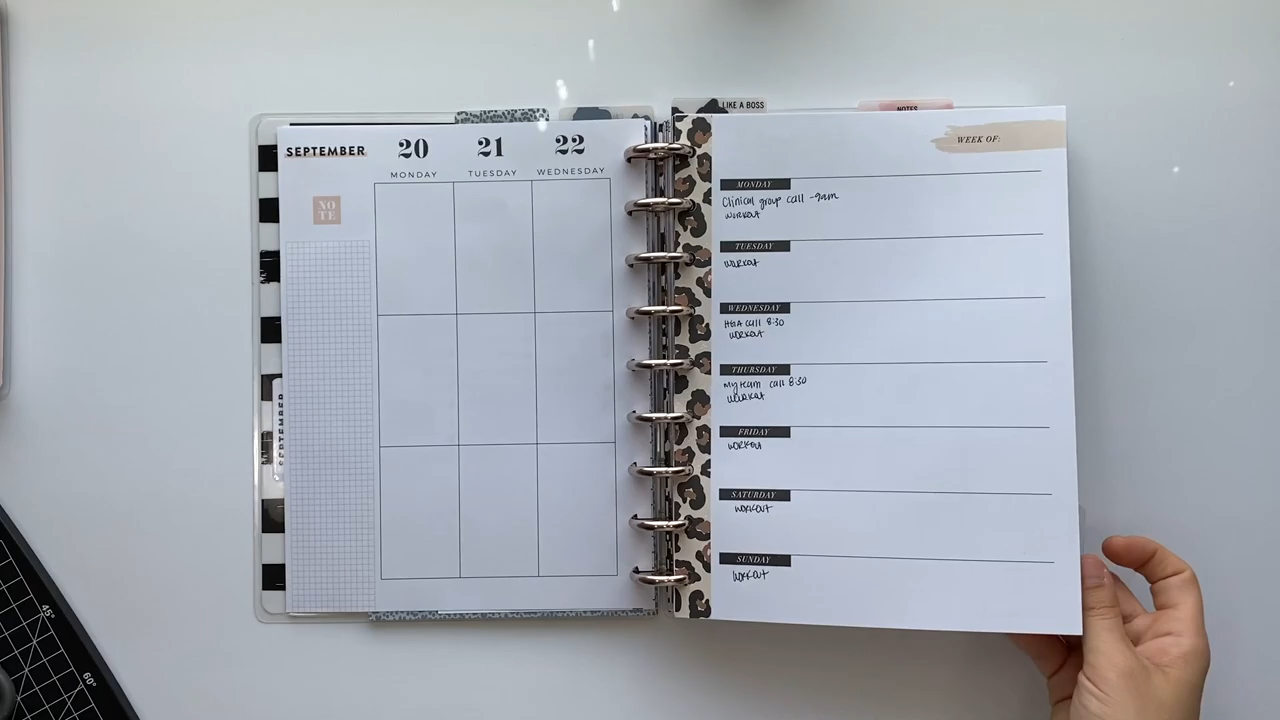 SEPTEMBER
20
21
22
MONDAY
TUESDAY
WEDNESDAY
NO
TE
SEPTEMBER
LIKE A BOSS
NOTES
WEEK OF:
MONDAY
Clinical group call - 9am
WORKOUT
TUESDAY
WORKOUT
WEDNESDAY
call 8:30
WORKOUT
THURSDAY
my team call 8:30
WORKOUT
FRIDAY
WORKOUT
SATURDAY
WORKOUT
SUNDAY
WORKOUT
45°
60°